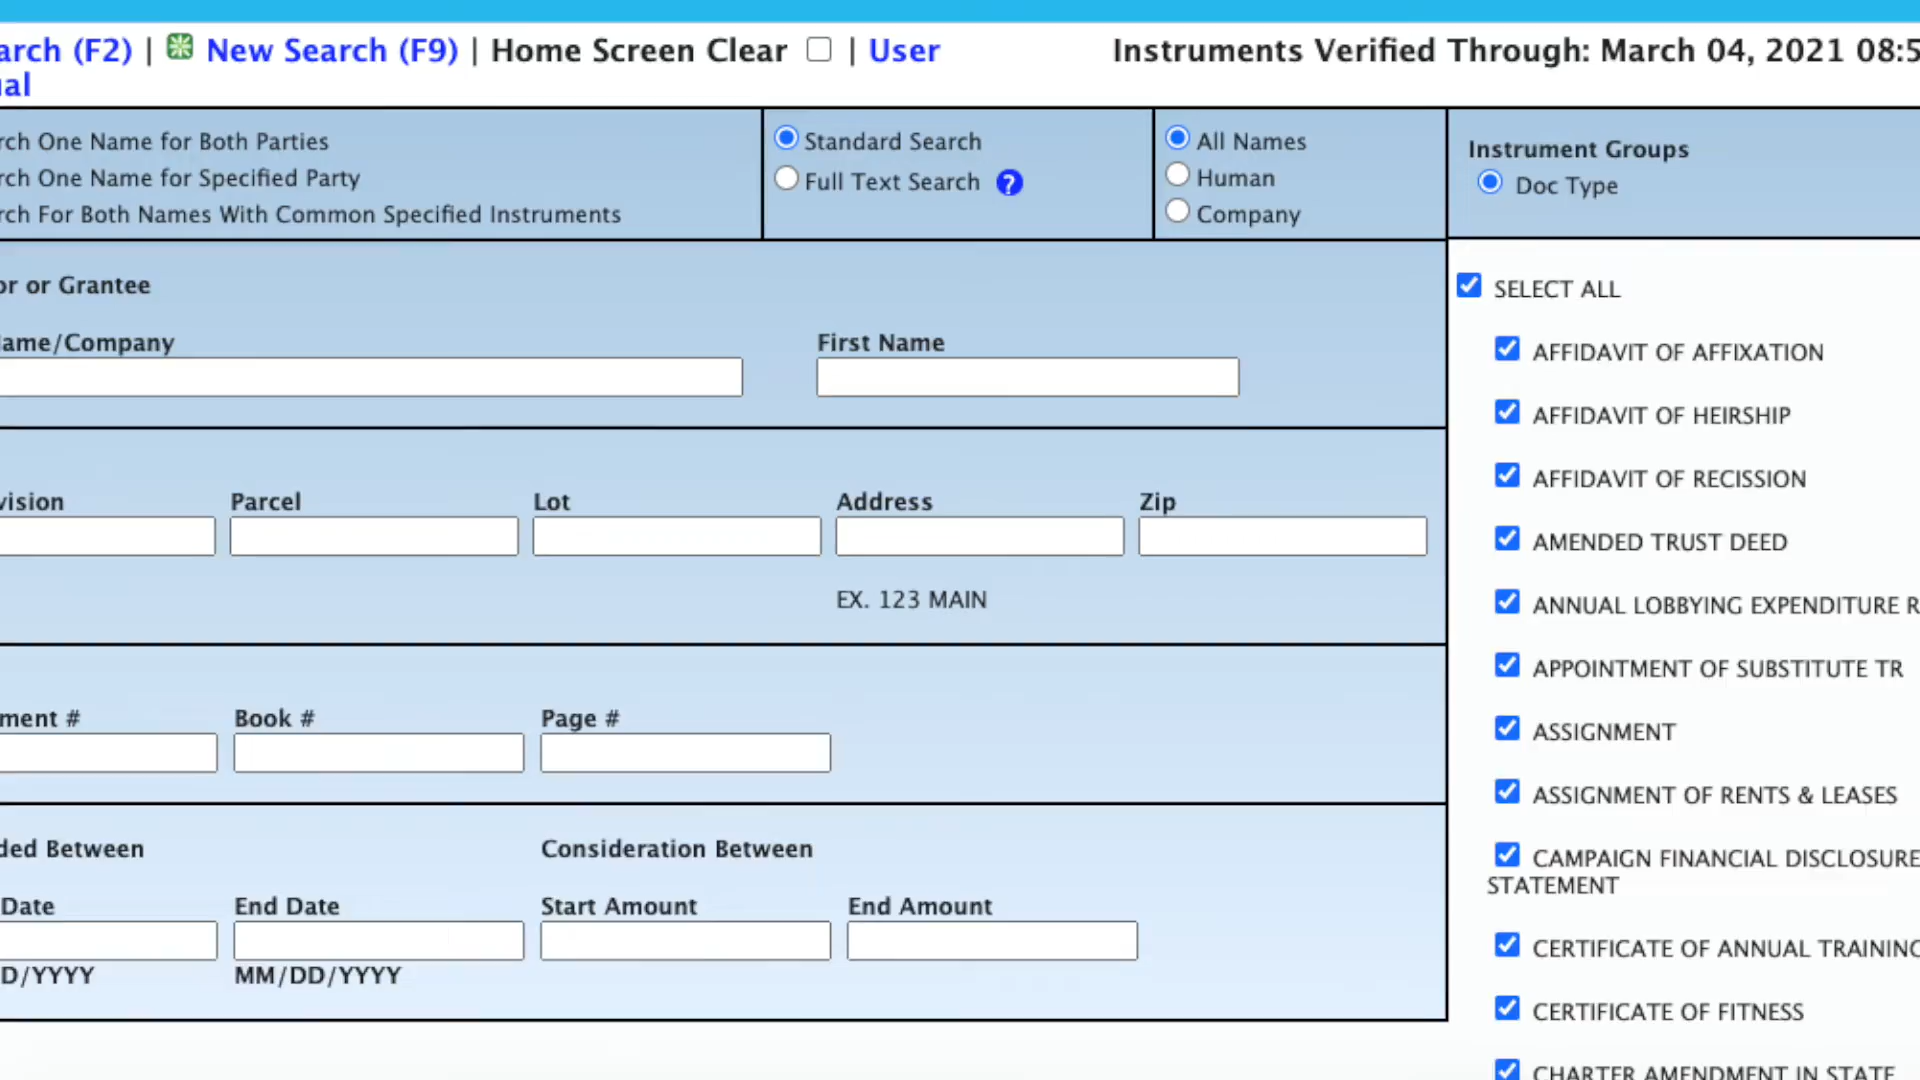 arch (F2) | New Search (F9) | Home Screen Clear | User
ual
Instruments Verified Through: March 04, 2021 08:5
rch One Name for Both Parties
rch One Name for Specified Party
rch For Both Names With Common Specified Instruments
Standard Search
Full Text Search ?
All Names
Human
Company
Instrument Groups
Doc Type
or or Grantee
ame/Company
First Name
vision
Parcel
Lot
Address
Zip
EX. 123 MAIN
ment #
Book #
Page #
ded Between
Consideration Between
Date
End Date
Start Amount
End Amount
D/YYYY
MM/DD/YYYY
SELECT ALL
AFFIDAVIT OF AFFIXATION
AFFIDAVIT OF HEIRSHIP
AFFIDAVIT OF RECISSION
AMENDED TRUST DEED
ANNUAL LOBBYING EXPENDITURE R
APPOINTMENT OF SUBSTITUTE TR
ASSIGNMENT
ASSIGNMENT OF RENTS & LEASES
CAMPAIGN FINANCIAL DISCLOSURE
STATEMENT
CERTIFICATE OF ANNUAL TRAINING
CERTIFICATE OF FITNESS
CHARTER AMENDMENT IN STATE